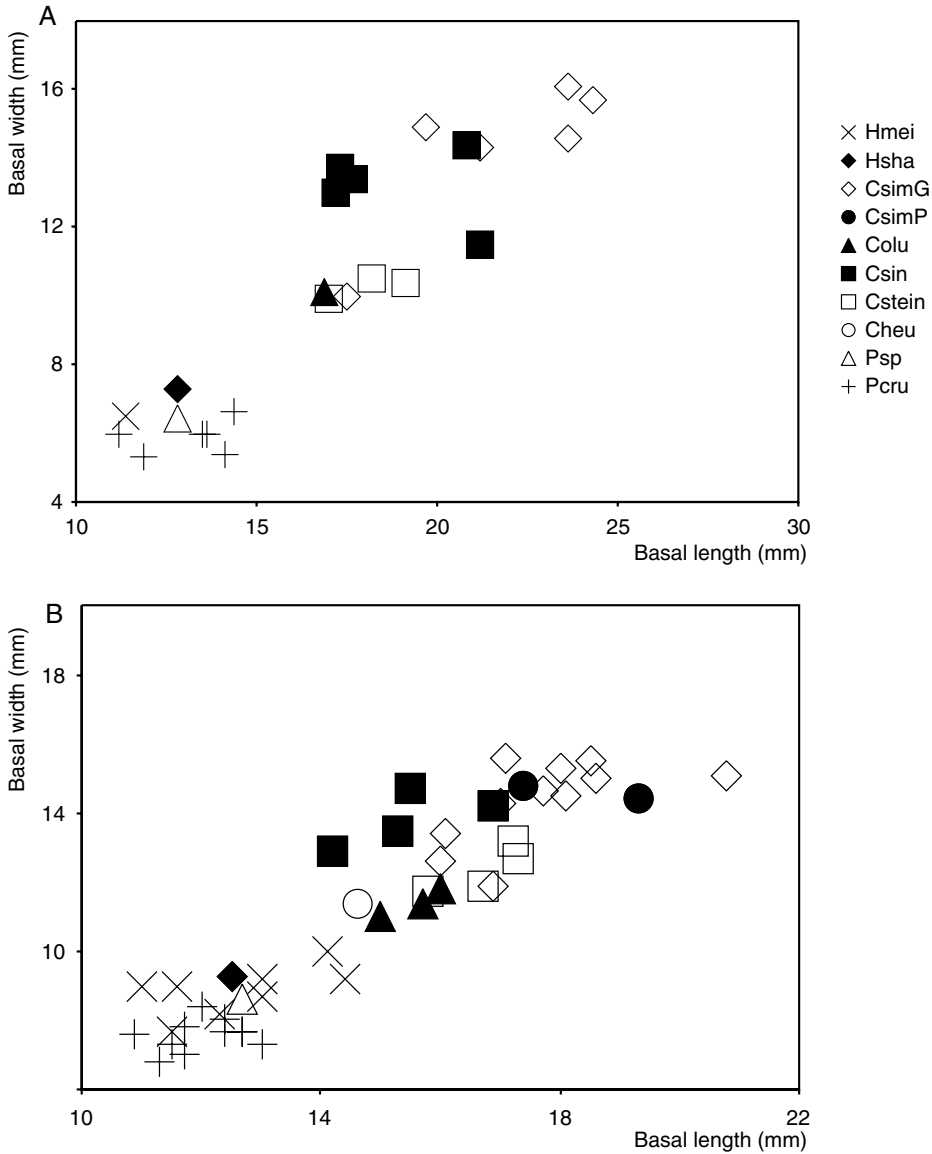 A
Basal width (mm)
16
12
8
4
10 15 20 25 30
Basal length (mm)
Hmei
Hsha
CsimG
CsimP
Colu
Csin
Cstein
Cheu
Psp
Pcru
B
Basal width (mm)
18
14
10
10 14 18 22
Basal length (mm)